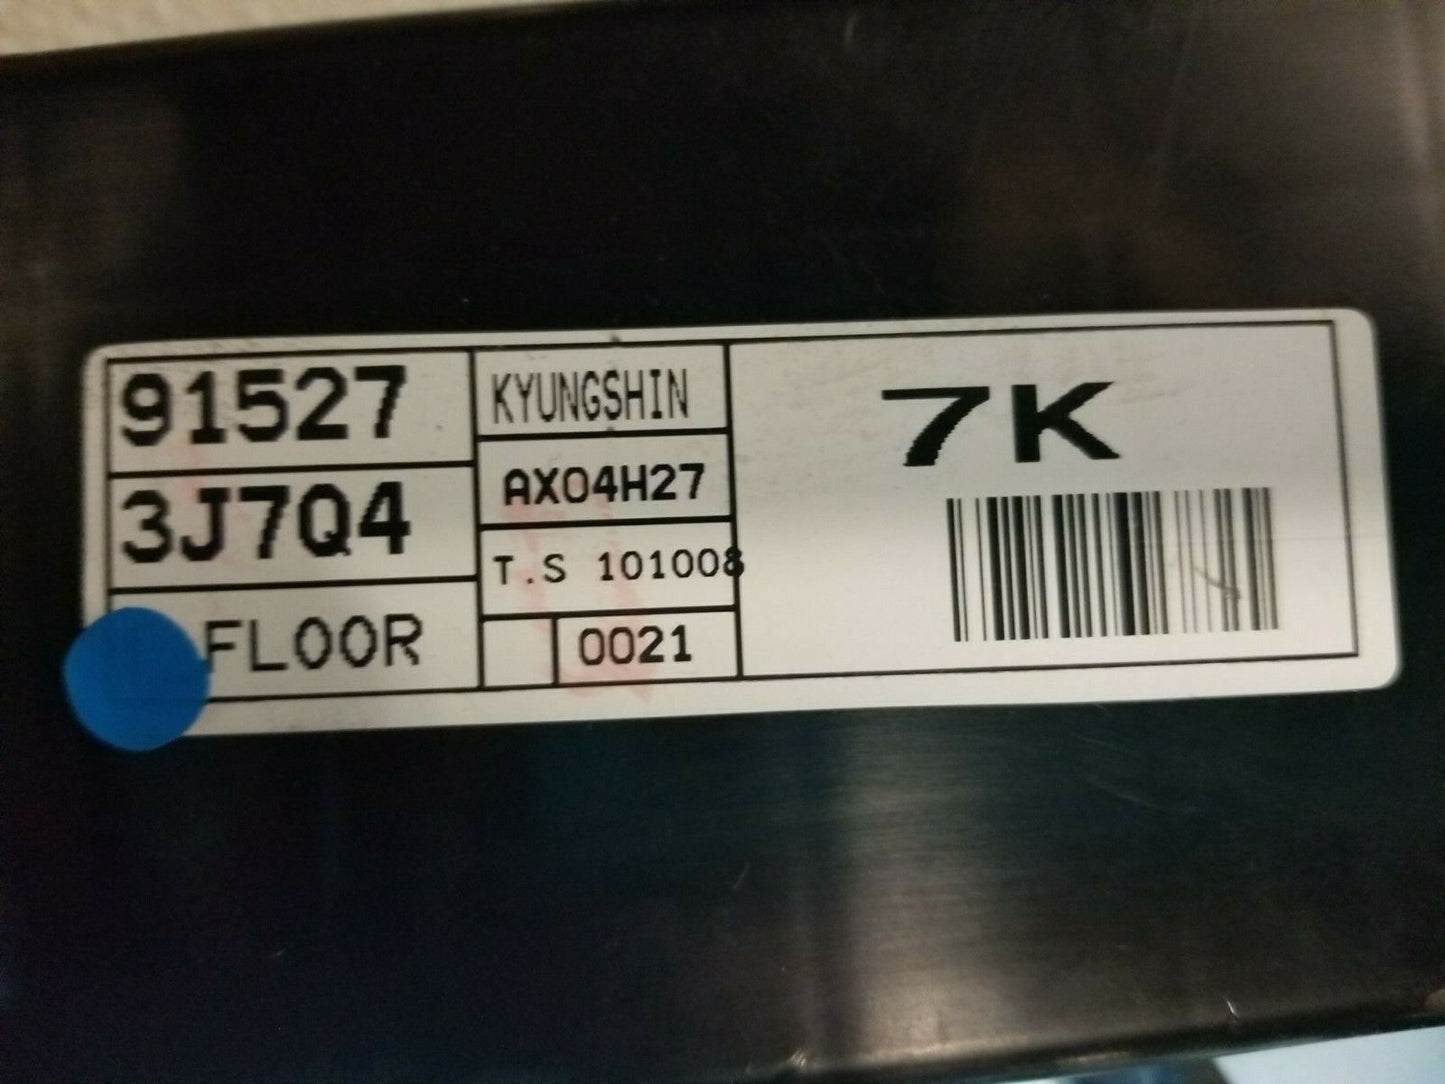 91527
3J7Q4
FLOOR
KYUNGSHIN
AX04H27
T.S 101008
0021
7K